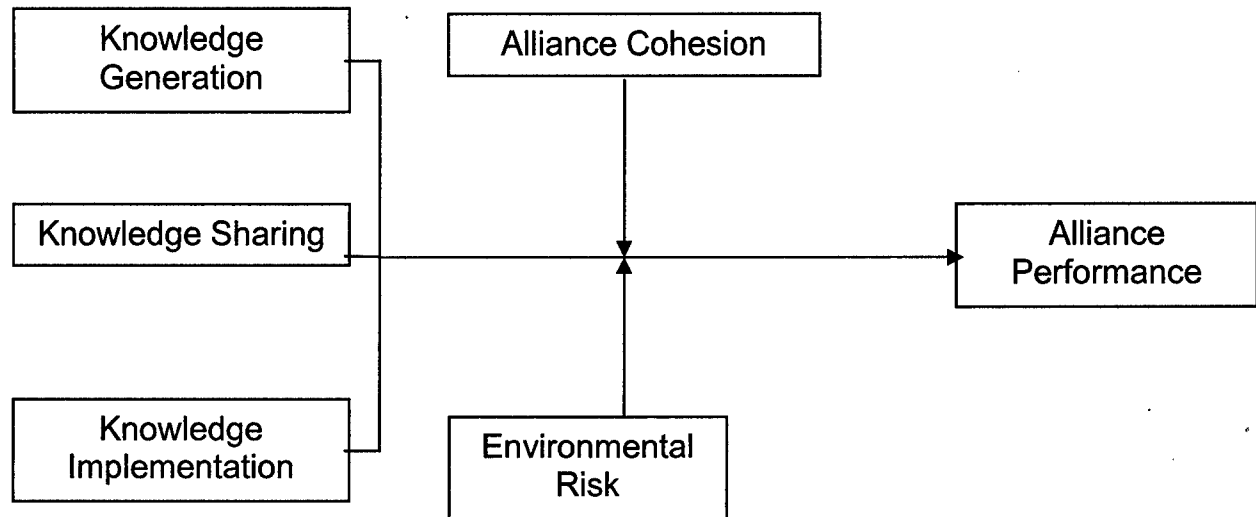 Knowledge
Generation
Alliance Cohesion
Knowledge Sharing
Alliance
Performance
Knowledge
Implementation
Environmental
Risk